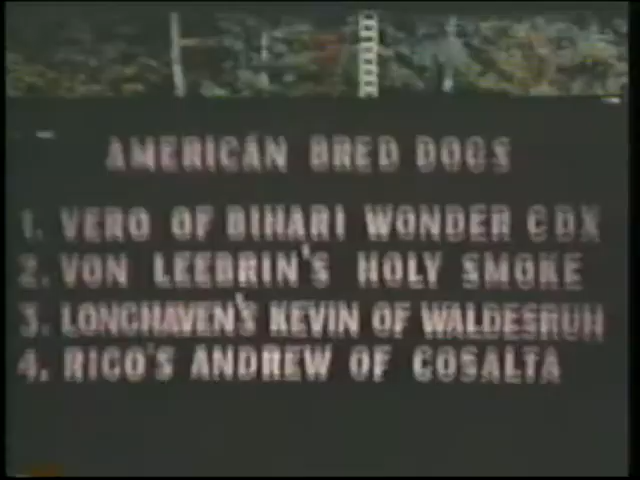 AMERICAN BRED DOGS
1. VERO OF BIHARI WONDER CDX
2. VON LEEBRIN'S HOLY SMOKE
3. LONGHAVEN'S KEVIN OF WALDESRUH
4. RICO'S ANDREW OF COSALTA